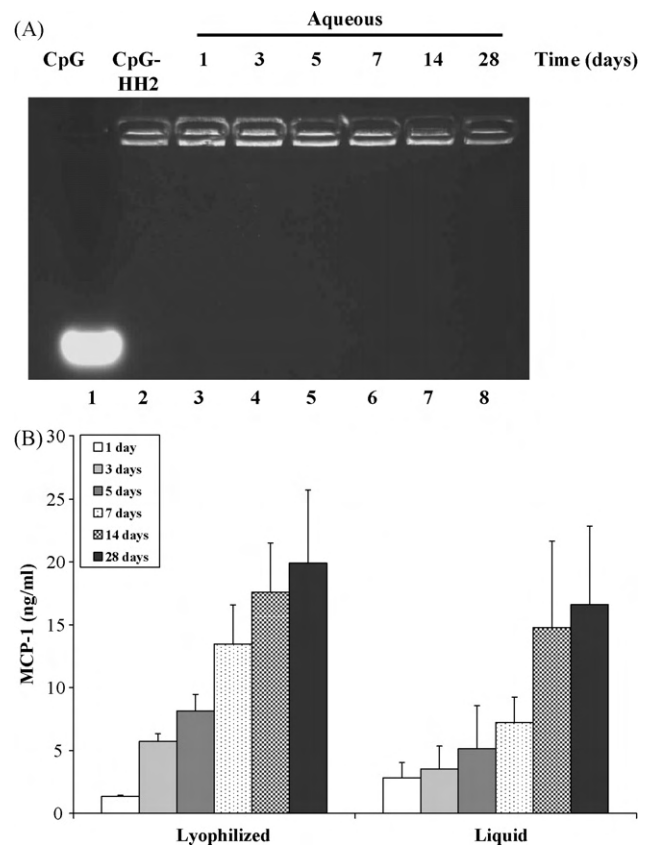 (A)
Aqueous
CpG CpG-HH2 1 3 5 7 14 28 Time (days)
1 2 3 4 5 6 7 8
(B)
30
25
20
15
10
5
0
MCP-1 (ng/ml)
1 day
3 days
5 days
7 days
14 days
28 days
Lyophilized Liquid